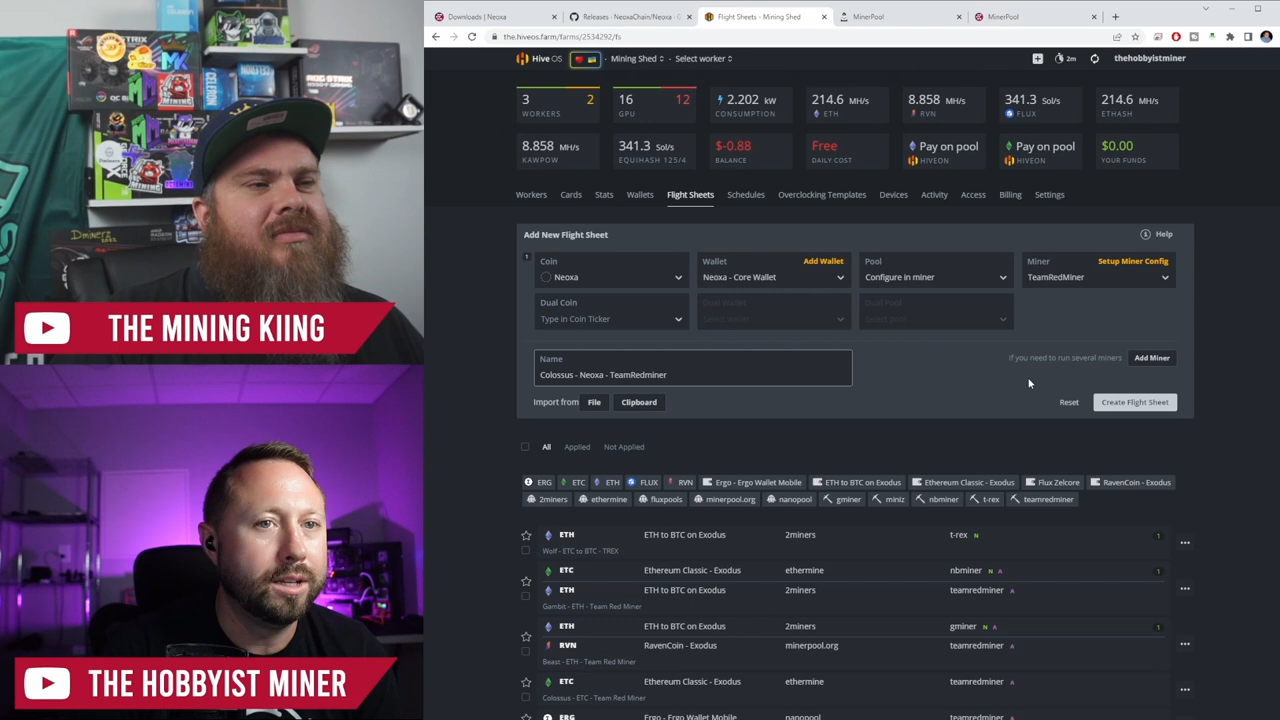 THE MINING KIING
THE HOBBYIST MINER
Downloads | Neoxa
Releases · NeoxaChain/Neoxa · G
Flight Sheets - Mining Shed
MinerPool
MinerPool
the.hiveos.farm/farms/2534292/fs
Hive OS
Mining Shed
Select worker
2m
thehobbyistminer
3 2
WORKERS
16 12
GPU
2.202 kW
CONSUMPTION
214.6 MH/s
ETH
8.858 MH/s
RVN
341.3 Sol/s
FLUX
214.6 MH/s
ETHASH
8.858 MH/s
KAWPOW
341.3 Sol/s
EQUIHASH 125/4
$-0.88
BALANCE
Free
DAILY COST
Pay on pool
HIVEON
Pay on pool
HIVEON
$0.00
YOUR FUNDS
Workers Cards Stats Wallets Flight Sheets Schedules Overclocking Templates Devices Activity Access Billing Settings
Add New Flight Sheet
Help
1
Coin
Neoxa
Wallet Add Wallet
Neoxa - Core Wallet
Pool
Configure in miner
Miner Setup Miner Config
TeamRedMiner
Dual Coin
Type in Coin Ticker
Dual Wallet
Select wallet
Dual Pool
Select pool
Name
Colossus - Neoxa - TeamRedminer
If you need to run several miners Add Miner
Import from File Clipboard
Reset Create Flight Sheet
All Applied Not Applied
ERG ETC ETH FLUX RVN Ergo - Ergo Wallet Mobile ETH to BTC on Exodus Ethereum Classic - Exodus Flux Zelcore RavenCoin - Exodus
2miners ethermine fluxpools minerpool.org nanopool gminer miniz nbminer t-rex teamredminer
ETH ETH to BTC on Exodus 2miners t-rex N 1
Wolf - ETC to BTC - TREX
ETC Ethereum Classic - Exodus ethermine nbminer N A 1
ETH ETH to BTC on Exodus 2miners teamredminer A
Gambit - ETH - Team Red Miner
ETH ETH to BTC on Exodus 2miners gminer N A 1
RVN RavenCoin - Exodus minerpool.org teamredminer A
Beast - ETH - Team Red Miner
ETC Ethereum Classic - Exodus ethermine teamredminer A
Colossus - ETC - Team Red Miner
ERG Ergo - Ergo Wallet Mobile nanopool teamredminer A